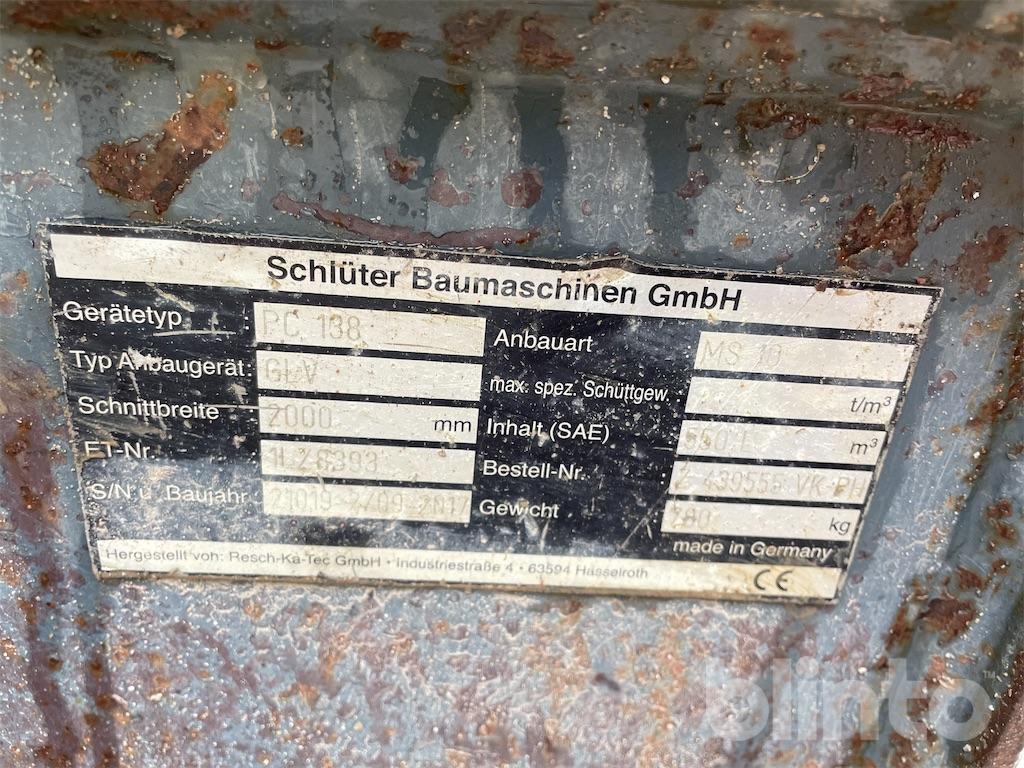 Schlüter Baumaschinen GmbH
Gerätetyp : PC 138
Typ Anbaugerät: GLV
Schnittbreite 2000 mm
ET-Nr.
S/N u. Baujahr
Anbauart MS 10
max. spez. Schüttgew. t/m³
Inhalt (SAE) m³
Bestell-Nr.
Gewicht kg
made in Germany
Hergestellt von: Resch-Ka-Tec GmbH • Industriestraße 4 • 63594 Hasselroth
CE
blinto™